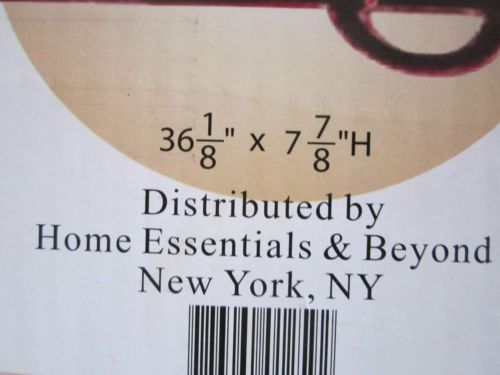 36 1/8" x 7 7/8"H
Distributed by
Home Essentials & Beyond
New York, NY